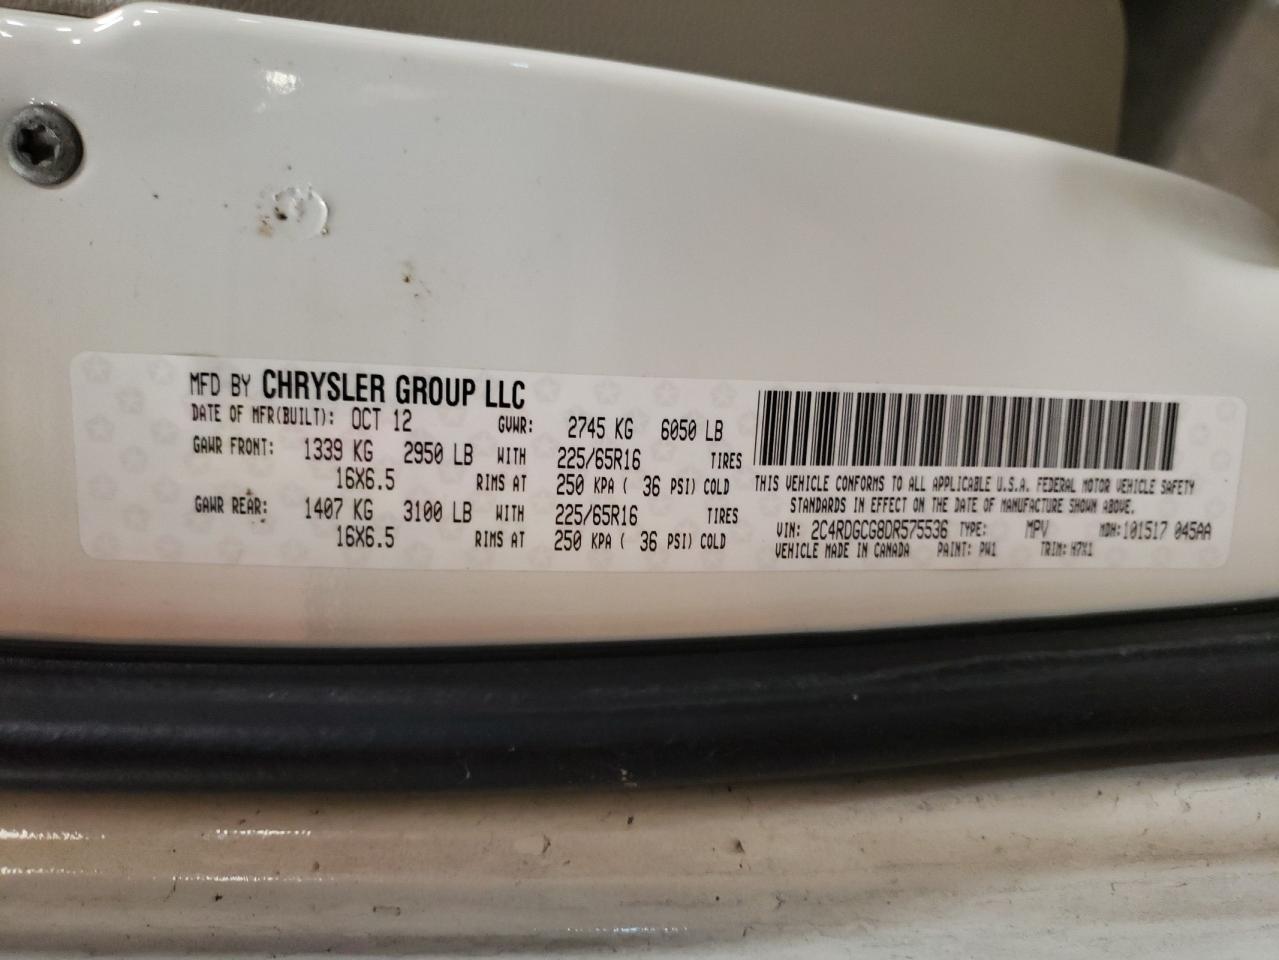 MFD BY CHRYSLER GROUP LLC
DATE OF MFR(BUILT): OCT 12 GVWR: 2745 KG 6050 LB
GAWR FRONT: 1339 KG 2950 LB WITH 225/65R16 TIRES
16X6.5 RIMS AT 250 KPA ( 36 PSI) COLD
GAWR REAR: 1407 KG 3100 LB WITH 225/65R16 TIRES
16X6.5 RIMS AT 250 KPA ( 36 PSI) COLD
THIS VEHICLE CONFORMS TO ALL APPLICABLE U.S.A. FEDERAL MOTOR VEHICLE SAFETY
STANDARDS IN EFFECT ON THE DATE OF MANUFACTURE SHOWN ABOVE.
VIN: 2C4RDGCG8DR575536 TYPE: MPV MDH:101517 045AA
VEHICLE MADE IN CANADA PAINT: PW1 TRIM: H7X1